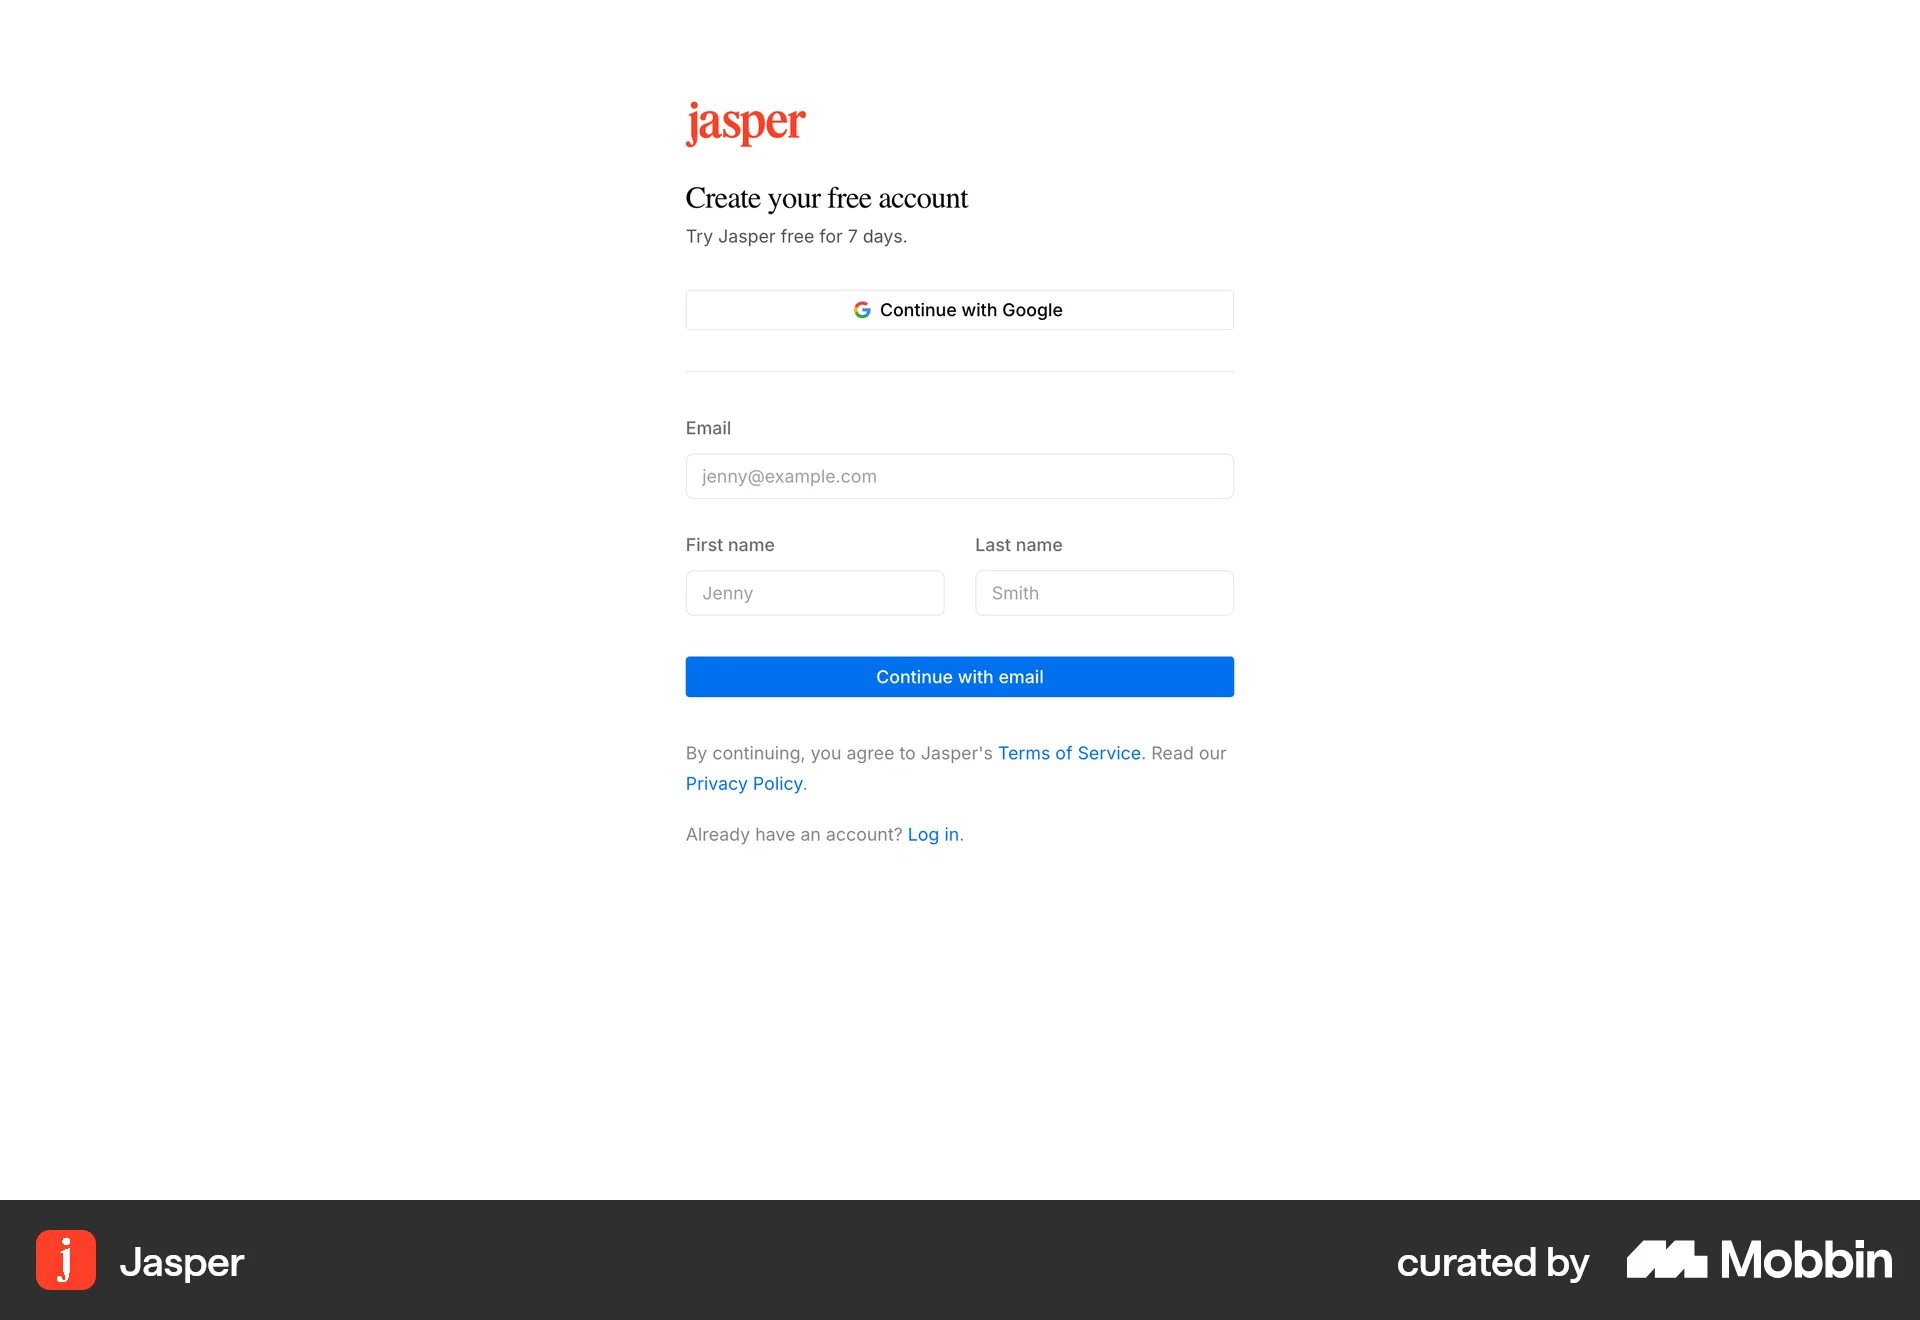 jasper
Create your free account
Try Jasper free for 7 days.
Continue with Google
Email
jenny@example.com
First name
Last name
Jenny
Smith
Continue with email
By continuing, you agree to Jasper's Terms of Service. Read our
Privacy Policy.
Already have an account? Log in.
j Jasper
curated by Mobbin